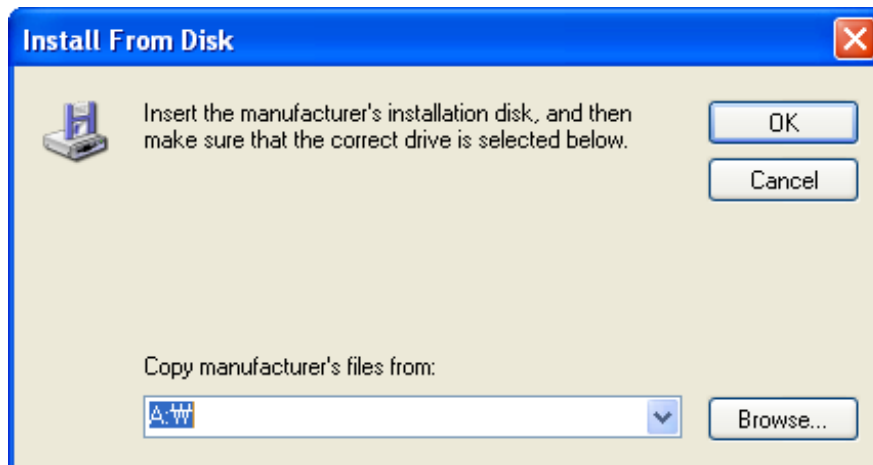 Install From Disk
Insert the manufacturer's installation disk, and then
make sure that the correct drive is selected below.
OK
Cancel
Copy manufacturer's files from:
A:₩
Browse...